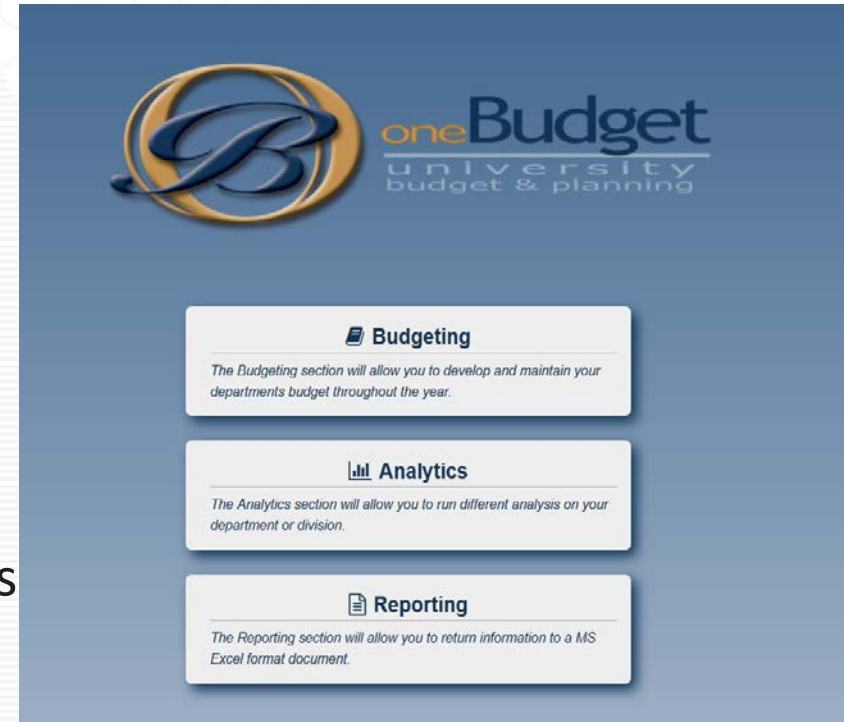 oneBudget
university
budget & planning
Budgeting
The Budgeting section will allow you to develop and maintain your
departments budget throughout the year.
Analytics
The Analytics section will allow you to run different analysis on your
department or division.
s
Reporting
The Reporting section will allow you to return information to a MS
Excel format document.